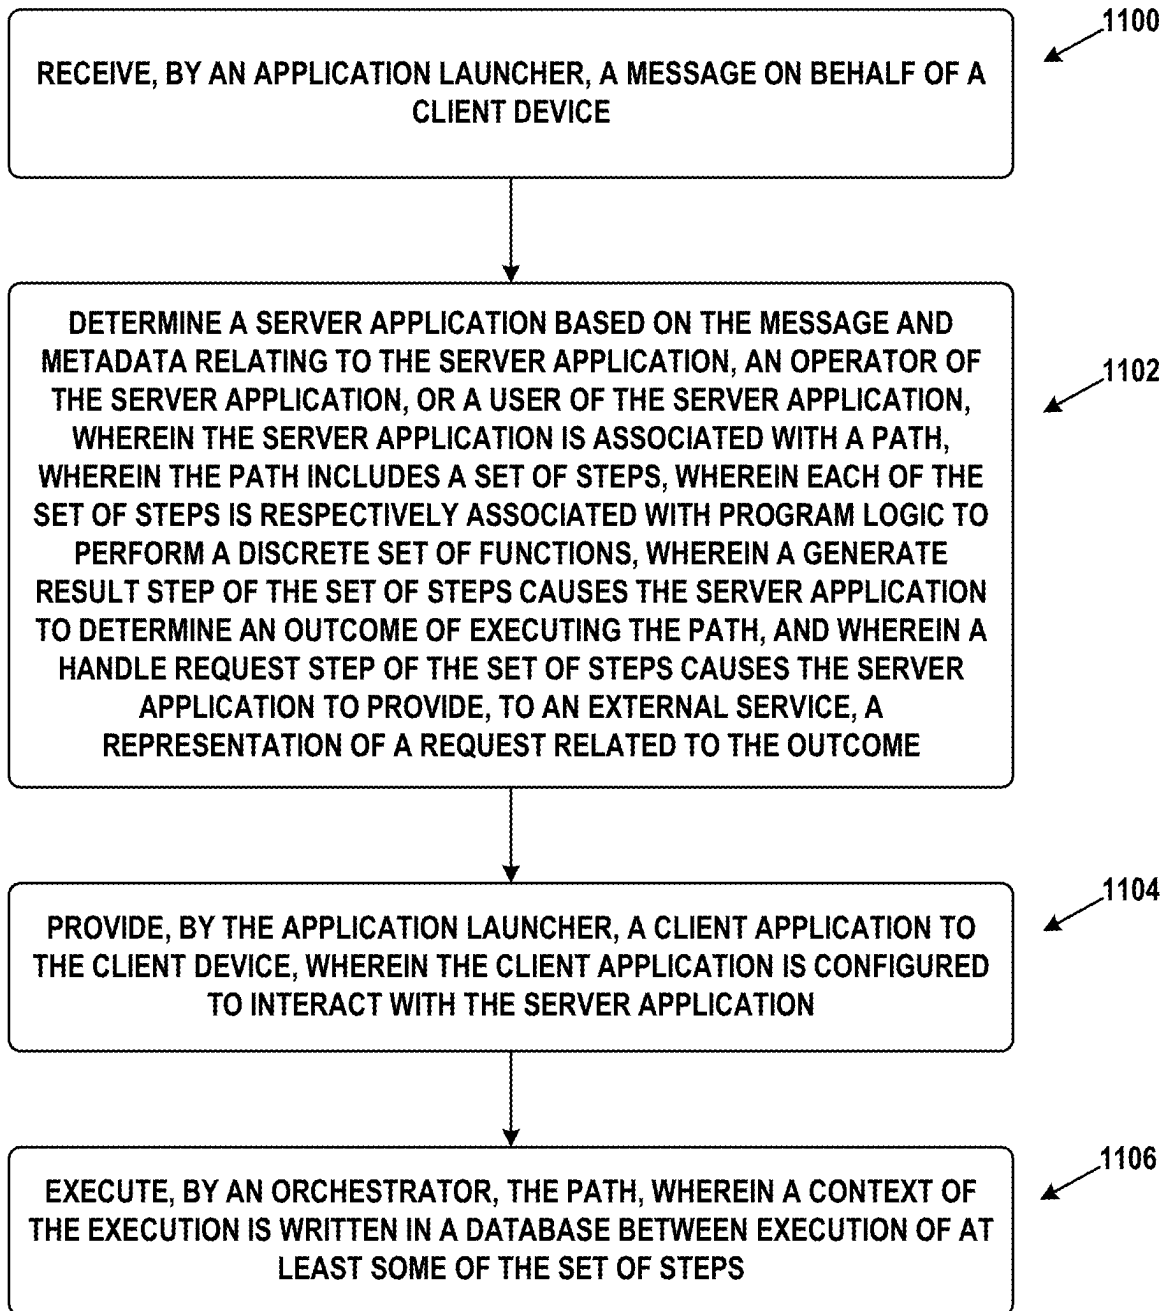 1100
RECEIVE, BY AN APPLICATION LAUNCHER, A MESSAGE ON BEHALF OF A
CLIENT DEVICE
1102
DETERMINE A SERVER APPLICATION BASED ON THE MESSAGE AND
METADATA RELATING TO THE SERVER APPLICATION, AN OPERATOR OF
THE SERVER APPLICATION, OR A USER OF THE SERVER APPLICATION,
WHEREIN THE SERVER APPLICATION IS ASSOCIATED WITH A PATH,
WHEREIN THE PATH INCLUDES A SET OF STEPS, WHEREIN EACH OF THE
SET OF STEPS IS RESPECTIVELY ASSOCIATED WITH PROGRAM LOGIC TO
PERFORM A DISCRETE SET OF FUNCTIONS, WHEREIN A GENERATE
RESULT STEP OF THE SET OF STEPS CAUSES THE SERVER APPLICATION
TO DETERMINE AN OUTCOME OF EXECUTING THE PATH, AND WHEREIN A
HANDLE REQUEST STEP OF THE SET OF STEPS CAUSES THE SERVER
APPLICATION TO PROVIDE, TO AN EXTERNAL SERVICE, A
REPRESENTATION OF A REQUEST RELATED TO THE OUTCOME
1104
PROVIDE, BY THE APPLICATION LAUNCHER, A CLIENT APPLICATION TO
THE CLIENT DEVICE, WHEREIN THE CLIENT APPLICATION IS CONFIGURED
TO INTERACT WITH THE SERVER APPLICATION
1106
EXECUTE, BY AN ORCHESTRATOR, THE PATH, WHEREIN A CONTEXT OF
THE EXECUTION IS WRITTEN IN A DATABASE BETWEEN EXECUTION OF AT
LEAST SOME OF THE SET OF STEPS